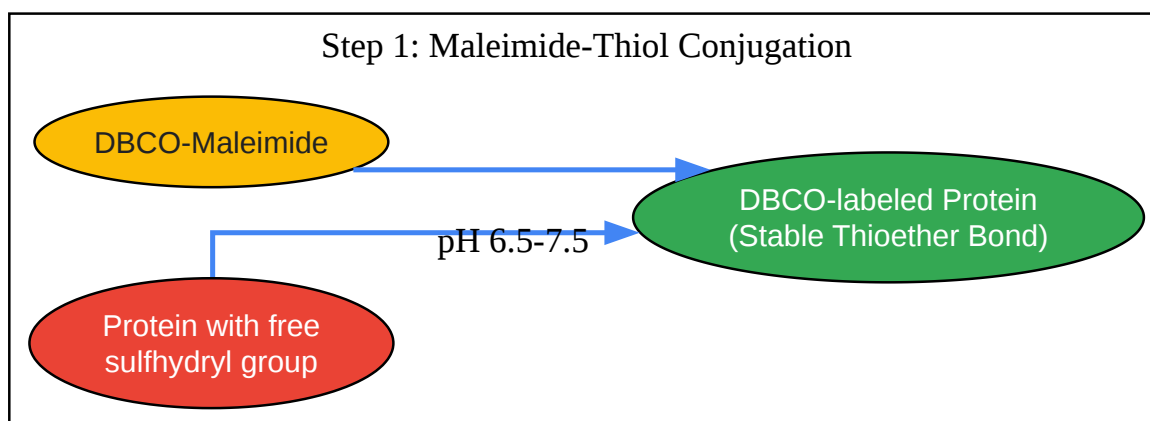 Step 1: Maleimide-Thiol Conjugation
DBCO-Maleimide
DBCO-labeled Protein
(Stable Thioether Bond)
pH 6.5-7.5
Protein with free
sulfhydryl group